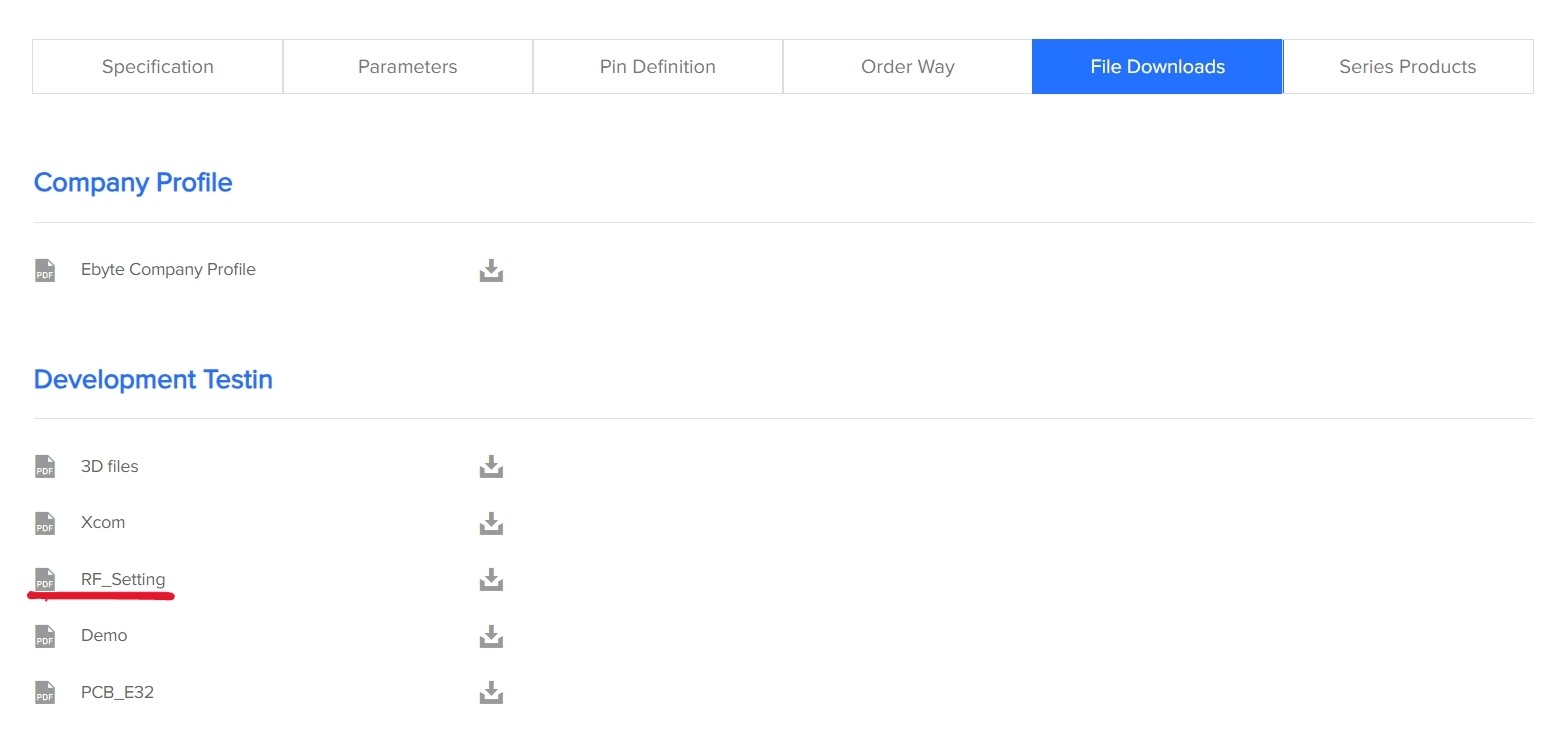 Specification Parameters Pin Definition Order Way File Downloads Series Products
Company Profile
PDF Ebyte Company Profile
Development Testin
PDF 3D files
PDF Xcom
PDF RF_Setting
PDF Demo
PDF PCB_E32